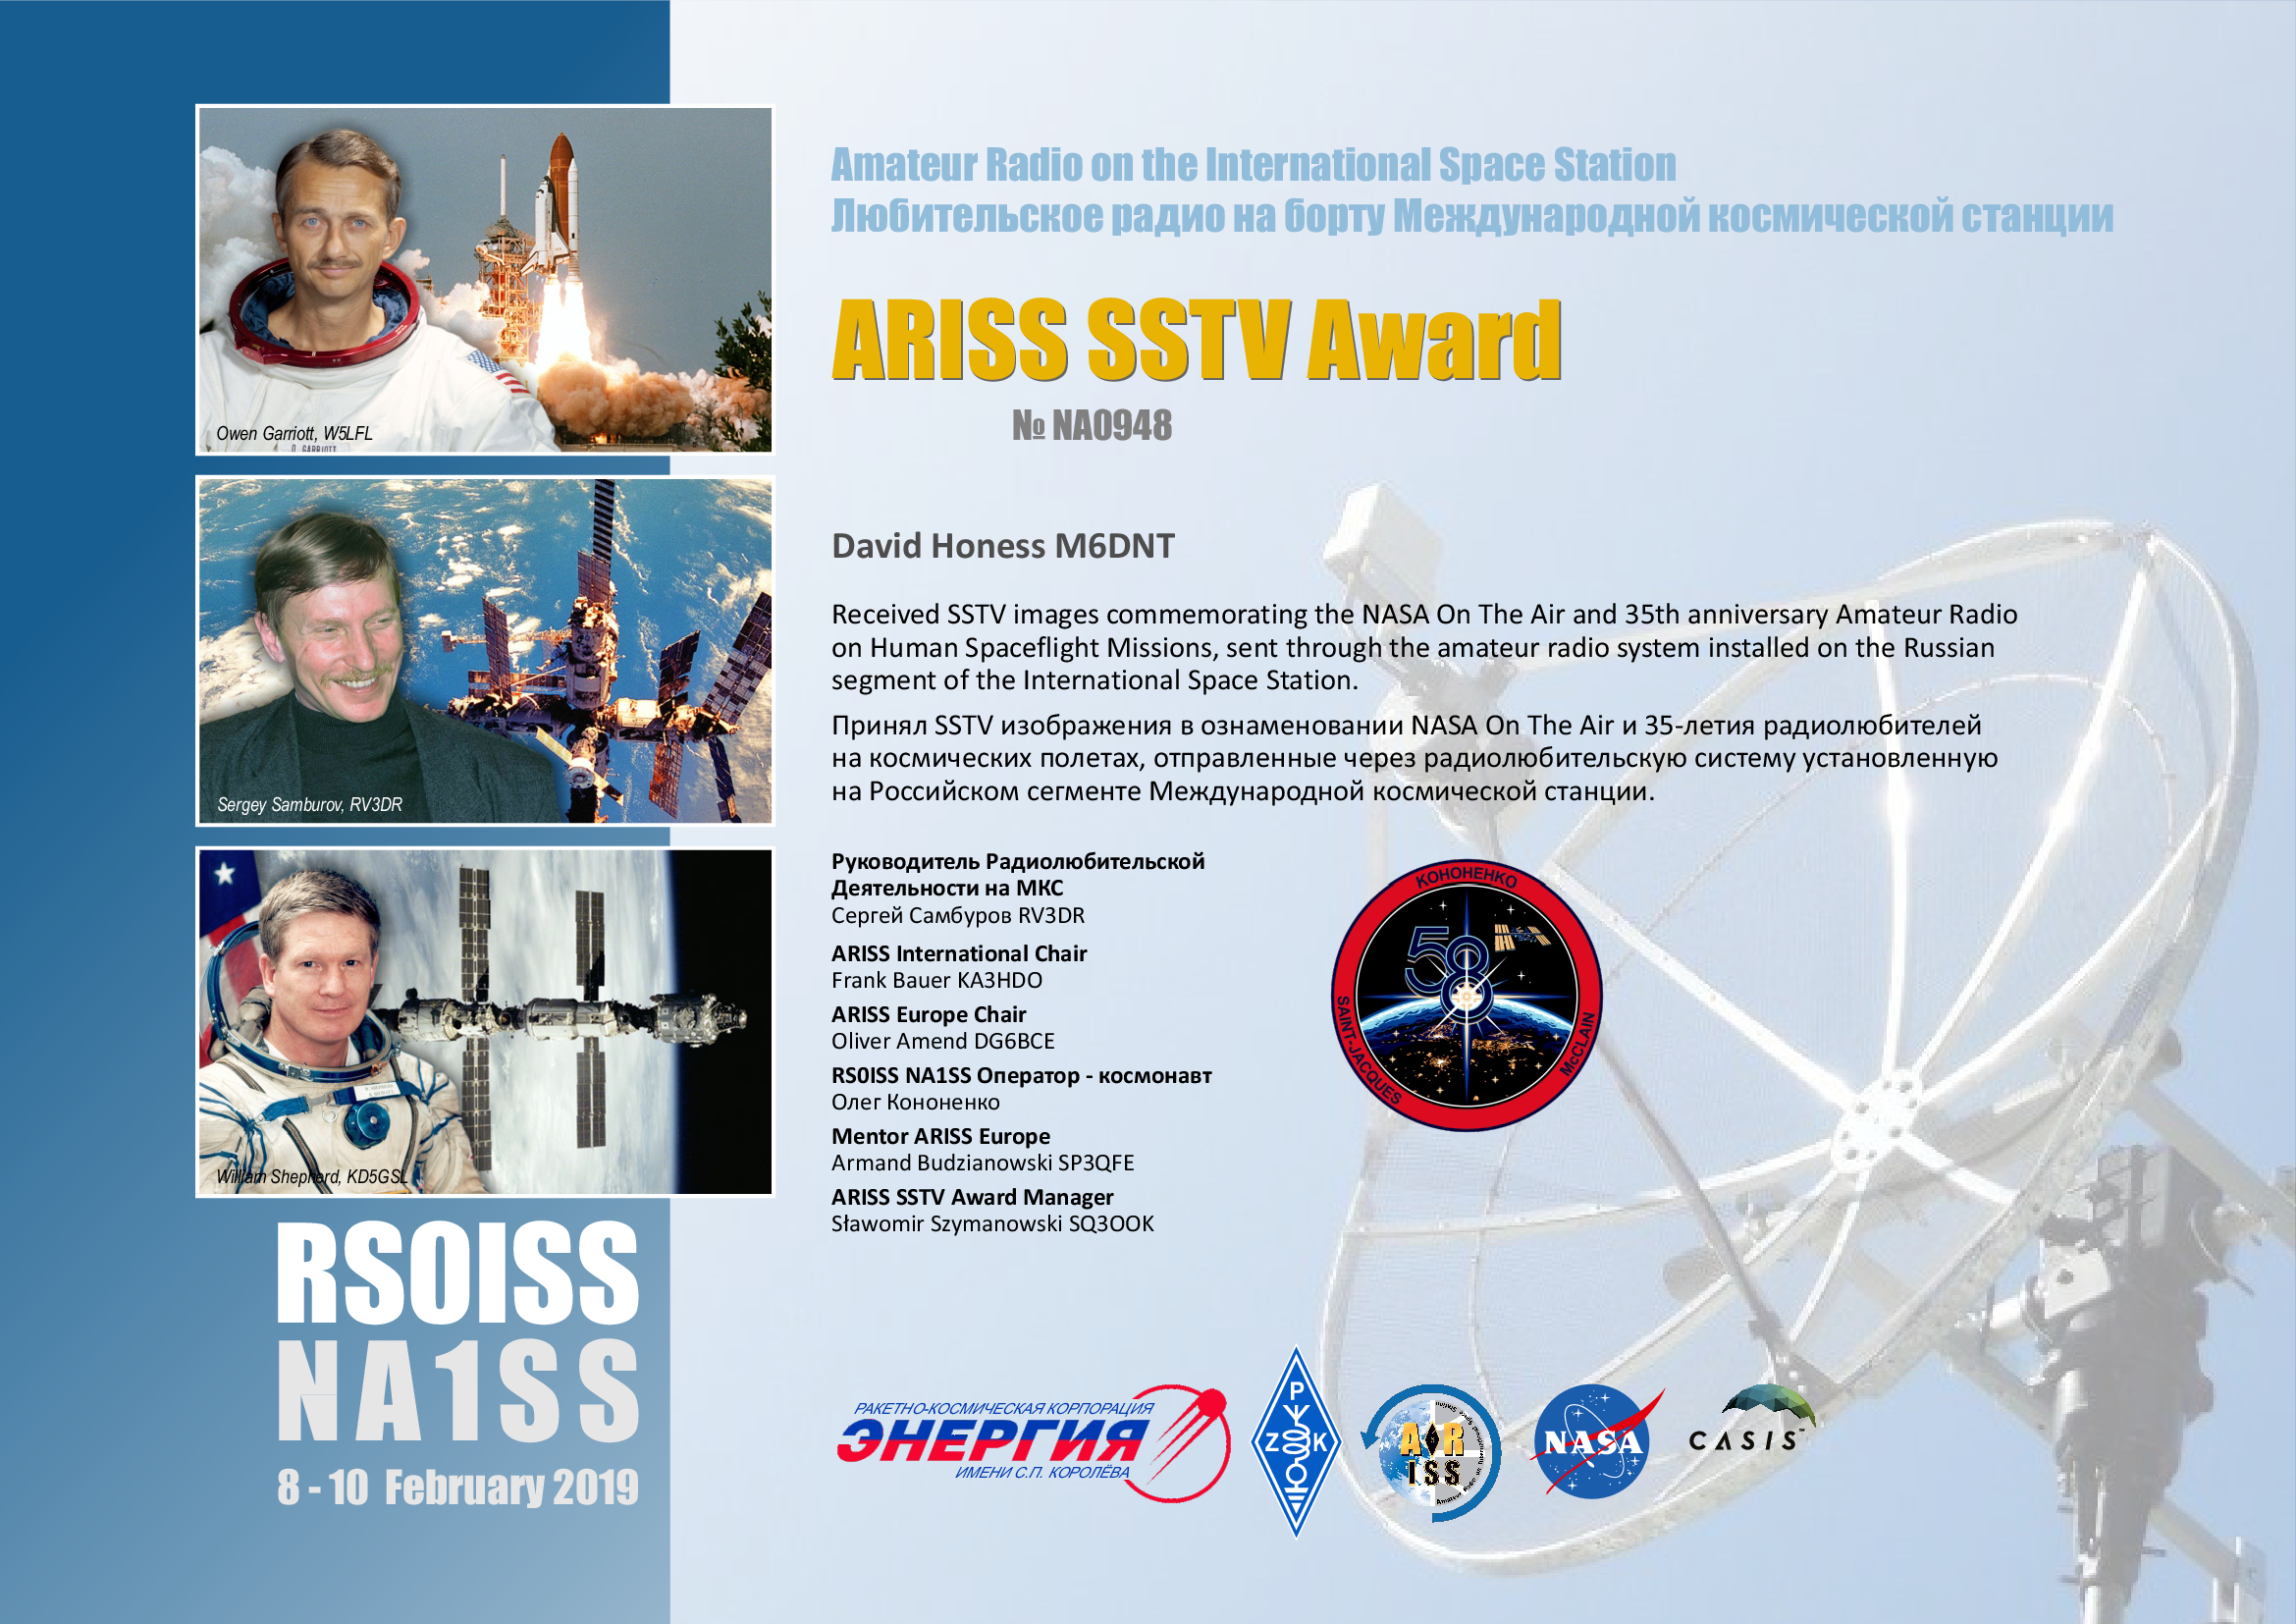 Amateur Radio on the International Space Station
Любительское радио на борту Международной космической станции
ARISS SSTV Award
№ NA0948
David Honess M6DNT
Received SSTV images commemorating the NASA On The Air and 35th anniversary Amateur Radio
on Human Spaceflight Missions, sent through the amateur radio system installed on the Russian
segment of the International Space Station.
Принял SSTV изображения в ознаменовании NASA On The Air и 35-летия радиолюбителей
на космических полетах, отправленные через радиолюбительскую систему установленную
на Российском сегменте Международной космической станции.
Руководитель Радиолюбительской
Деятельности на МКС
Сергей Самбуров RV3DR
ARISS International Chair
Frank Bauer KA3HDO
ARISS Europe Chair
Oliver Amend DG6BCE
RS0ISS NA1SS Оператор - космонавт
Олег Кононенко
Mentor ARISS Europe
Armand Budzianowski SP3QFE
ARISS SSTV Award Manager
Sławomir Szymanowski SQ3OOK
КОНОНЕНКО
58
SAINT-JACQUES
McCLAIN
Owen Garriott, W5LFL
Sergey Samburov, RV3DR
William Shepherd, KD5GSL
RS0ISS
NA1SS
8 - 10 February 2019
РАКЕТНО-КОСМИЧЕСКАЯ КОРПОРАЦИЯ
ЭНЕРГИЯ
ИМЕНИ С.П. КОРОЛЁВА
P
Z K
A R
ISS
NASA
CASIS